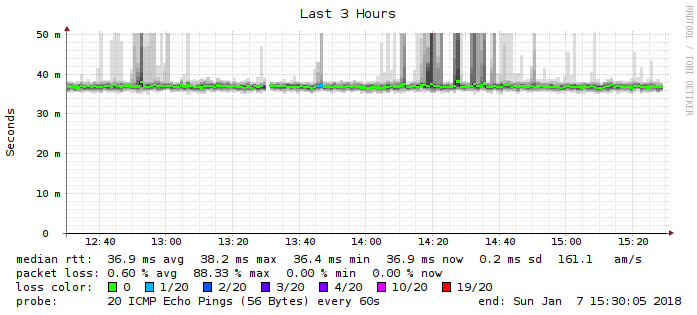 Last 3 Hours
RRDTOOL / TOBI OETIKER
Seconds
50 m
40 m
30 m
20 m
10 m
0
12:40 13:00 13:20 13:40 14:00 14:20 14:40 15:00 15:20
median rtt: 36.9 ms avg 38.2 ms max 36.4 ms min 36.9 ms now 0.2 ms sd 161.1 am/s
packet loss: 0.60 % avg 88.33 % max 0.00 % min 0.00 % now
loss color: 0 1/20 2/20 3/20 4/20 10/20 19/20
probe: 20 ICMP Echo Pings (56 Bytes) every 60s end: Sun Jan 7 15:30:05 2018